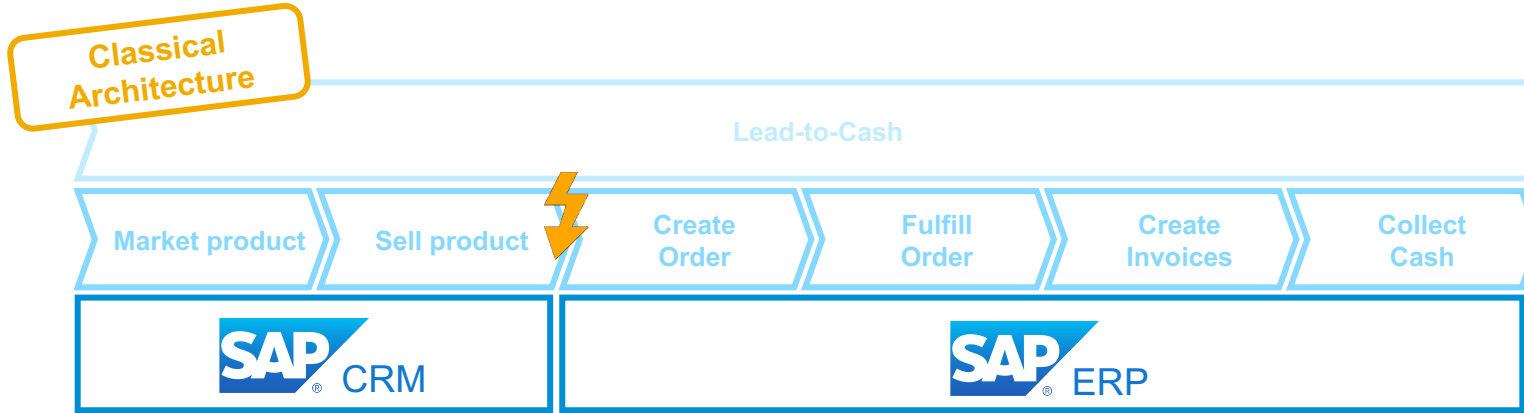 Classical
Architecture
Lead-to-Cash
Market product
Sell product
Create
Order
Fulfill
Order
Create
Invoices
Collect
Cash
SAP ® CRM
SAP ® ERP